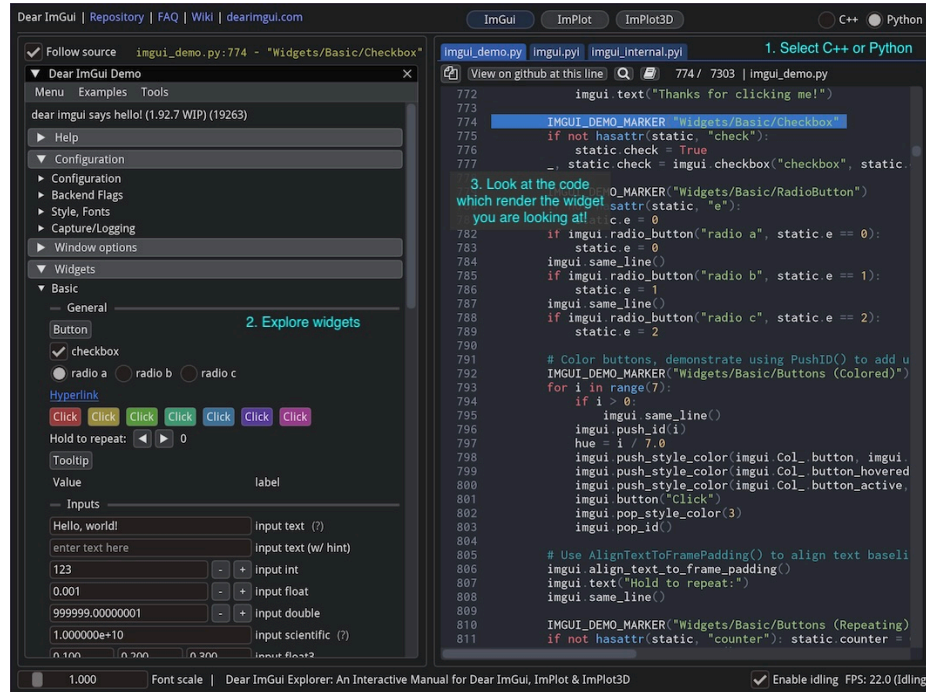 Dear ImGui | Repository | FAQ | Wiki | dearimgui.com
ImGui ImPlot ImPlot3D
C++ Python
Follow source imgui_demo.py:774 - "Widgets/Basic/Checkbox"
Dear ImGui Demo
Menu Examples Tools
dear imgui says hello! (1.92.7 WIP) (19263)
Help
Configuration
Configuration
Backend Flags
Style, Fonts
Capture/Logging
Window options
Widgets
Basic
General
2. Explore widgets
Button
checkbox
radio a radio b radio c
Hyperlink
Click Click Click Click Click Click Click
Hold to repeat: 0
Tooltip
Value label
Inputs
Hello, world! input text (?)
enter text here input text (w/ hint)
123 - + input int
0.001 - + input float
999999.00000001 - + input double
1.000000e+10 input scientific (?)
0.100 0.200 0.300 input float3
imgui_demo.py imgui.pyi imgui_internal.pyi
1. Select C++ or Python
View on github at this line 774/ 7303 | imgui_demo.py
772 imgui.text("Thanks for clicking me!")
773
774 IMGUI_DEMO_MARKER "Widgets/Basic/Checkbox"
775 if not hasattr(static, "check"):
776 static.check = True
777 _, static.check = imgui.checkbox("checkbox", static.
3. Look at the code
which render the widget
you are looking at!
DEMO_MARKER("Widgets/Basic/RadioButton")
sattr(static, "e"):
c.e = 0
782 if imgui.radio_button("radio a", static.e == 0):
783 static.e = 0
784 imgui.same_line()
785 if imgui.radio_button("radio b", static.e == 1):
786 static.e = 1
787 imgui.same_line()
788 if imgui.radio_button("radio c", static.e == 2):
789 static.e = 2
790
791 # Color buttons, demonstrate using PushID() to add u
792 IMGUI_DEMO_MARKER("Widgets/Basic/Buttons (Colored)")
793 for i in range(7):
794 if i > 0:
795 imgui.same_line()
796 imgui.push_id(i)
797 hue = i / 7.0
798 imgui.push_style_color(imgui.Col_.button, imgui.
799 imgui.push_style_color(imgui.Col_.button_hovered
800 imgui.push_style_color(imgui.Col_.button_active,
801 imgui.button("Click")
802 imgui.pop_style_color(3)
803 imgui.pop_id()
804
805 # Use AlignTextToFramePadding() to align text baseli
806 imgui.align_text_to_frame_padding()
807 imgui.text("Hold to repeat:")
808 imgui.same_line()
809
810 IMGUI_DEMO_MARKER("Widgets/Basic/Buttons (Repeating)
811 if not hasattr(static, "counter"): static.counter =
1.000 Font scale | Dear ImGui Explorer: An Interactive Manual for Dear ImGui, ImPlot & ImPlot3D
Enable idling FPS: 22.0 (Idling